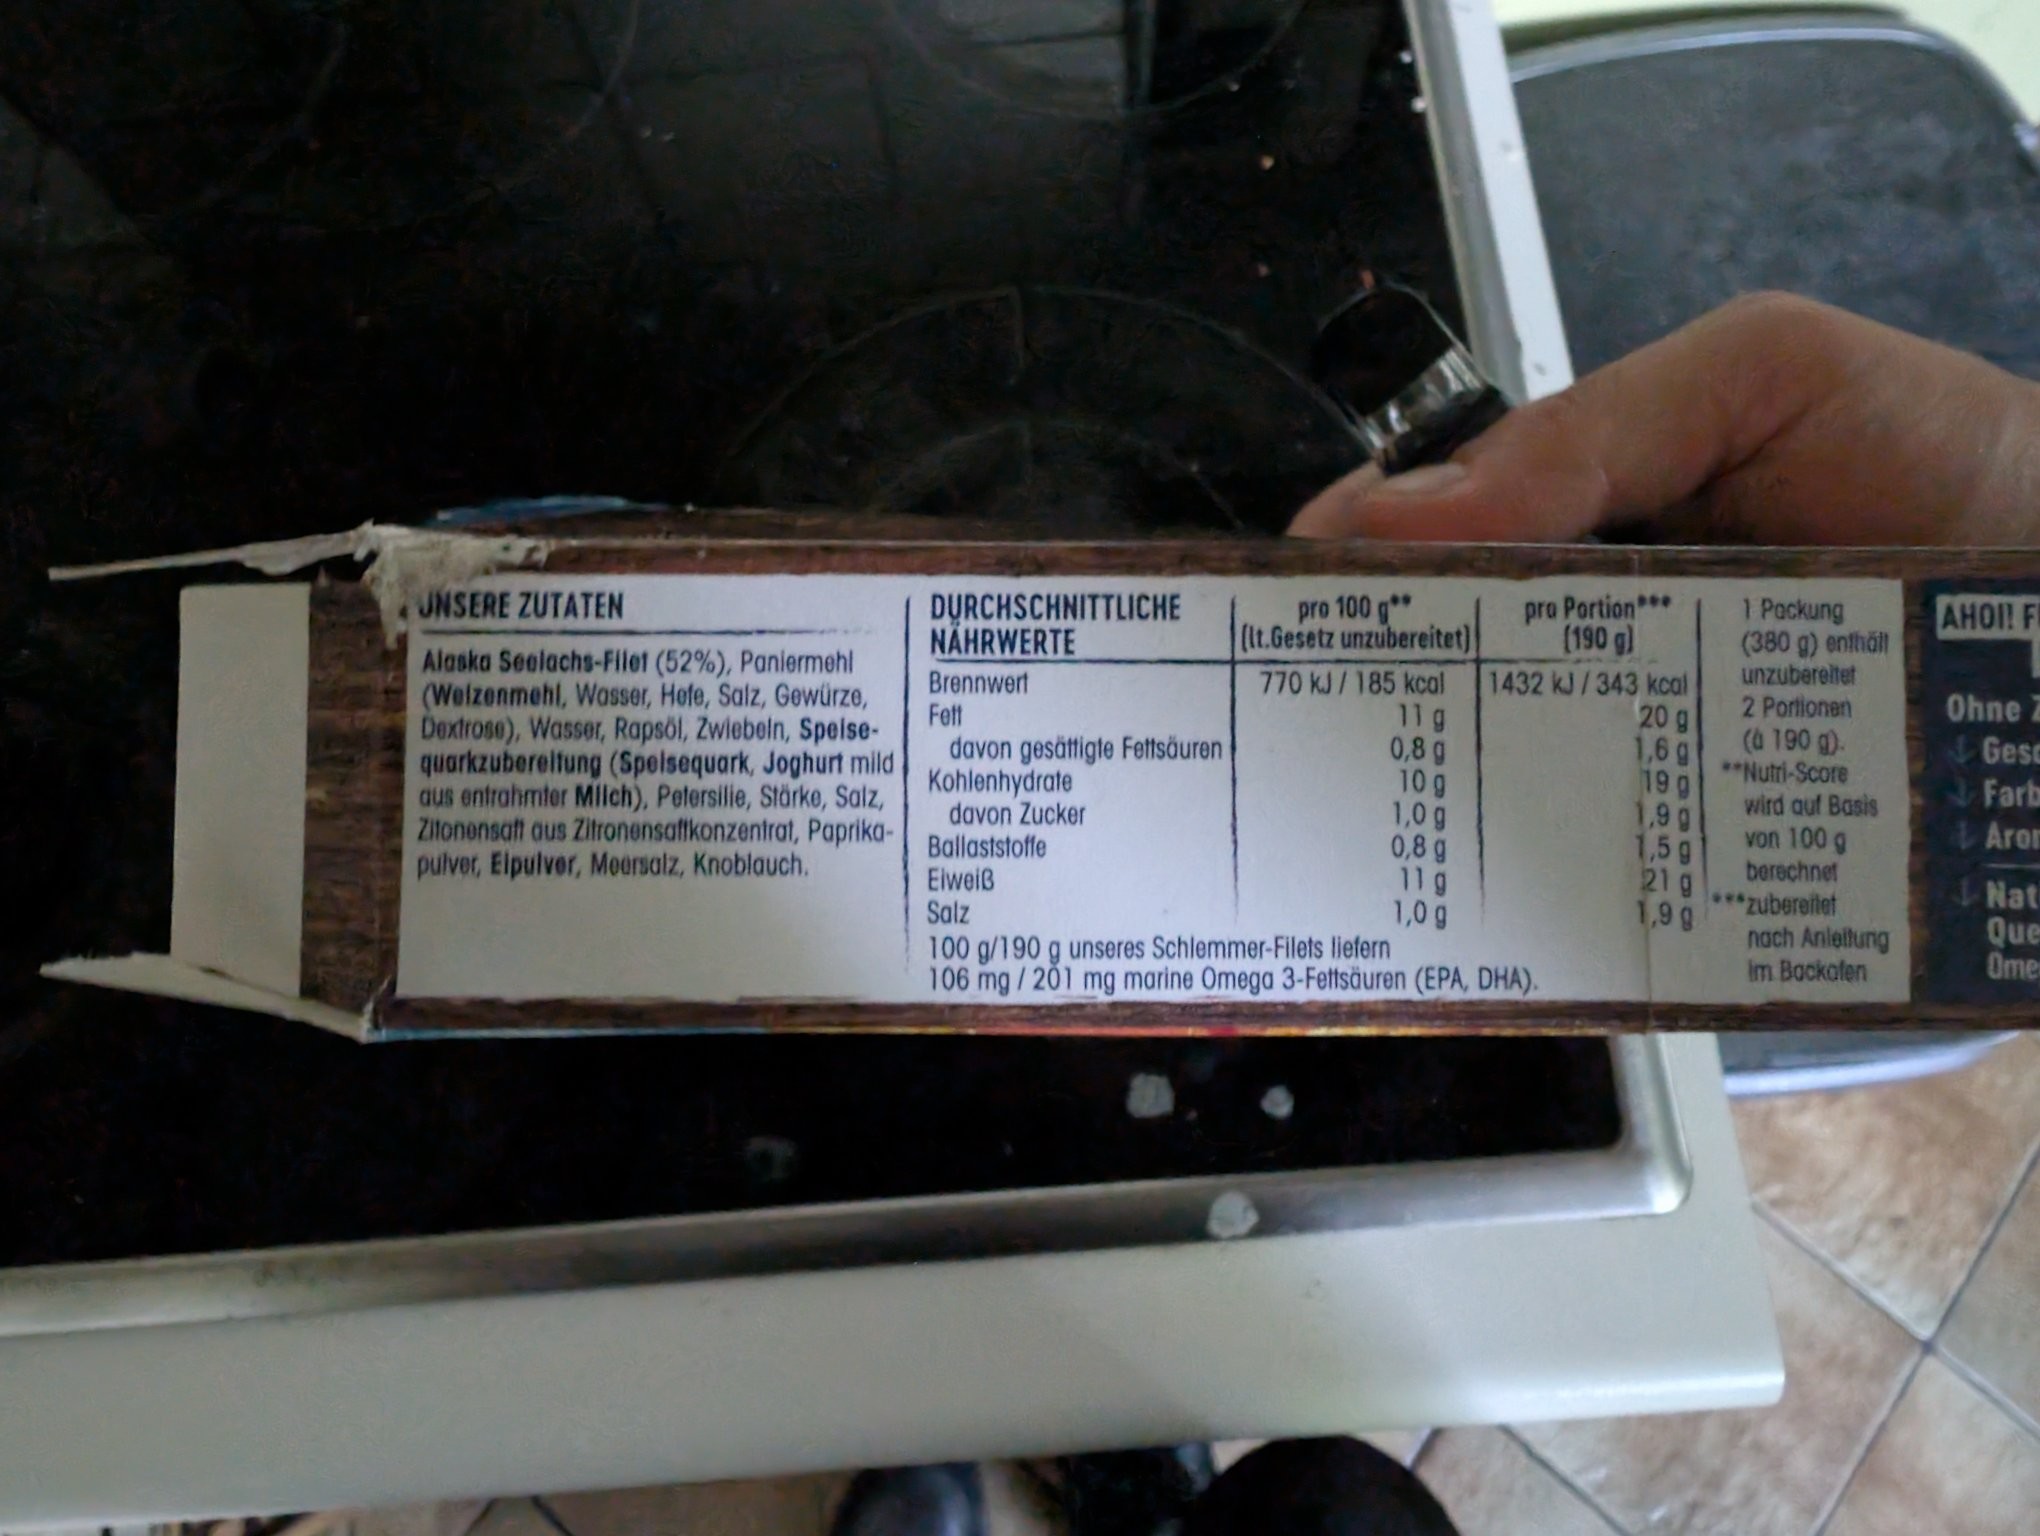 UNSERE ZUTATEN
Alaska Seelachs-Filet (52%), Paniermehl
(Weizenmehl, Wasser, Hefe, Salz, Gewürze,
Dextrose), Wasser, Rapsöl, Zwiebeln, Speise-
quarkzubereitung (Speisequark, Joghurt mild
aus entrahmter Milch), Petersilie, Stärke, Salz,
Zitonensaft aus Zitronensaftkonzentrat, Paprika-
pulver, Eipulver, Meersalz, Knoblauch.
DURCHSCHNITTLICHE NÄHRWERTE
pro 100 g**
(lt.Gesetz unzubereitet)
pro Portion***
(190 g)
Brennwert 770 kJ / 185 kcal 1432 kJ / 343 kcal
Fett 11 g 20 g
davon gesättigte Fettsäuren 0,8 g 1,6 g
Kohlenhydrate 10 g 19 g
davon Zucker 1,0 g 1,9 g
Ballaststoffe 0,8 g 1,5 g
Eiweiß 11 g 21 g
Salz 1,0 g 1,9 g
100 g/190 g unseres Schlemmer-Filets liefern
106 mg / 201 mg marine Omega 3-Fettsäuren (EPA, DHA).
1 Packung
(380 g) enthält
unzubereitet
2 Portionen
(à 190 g).
**Nutri-Score
wird auf Basis
von 100 g
berechnet
***zubereitet
nach Anleitung
im Backofen
AHOI!
Ohne